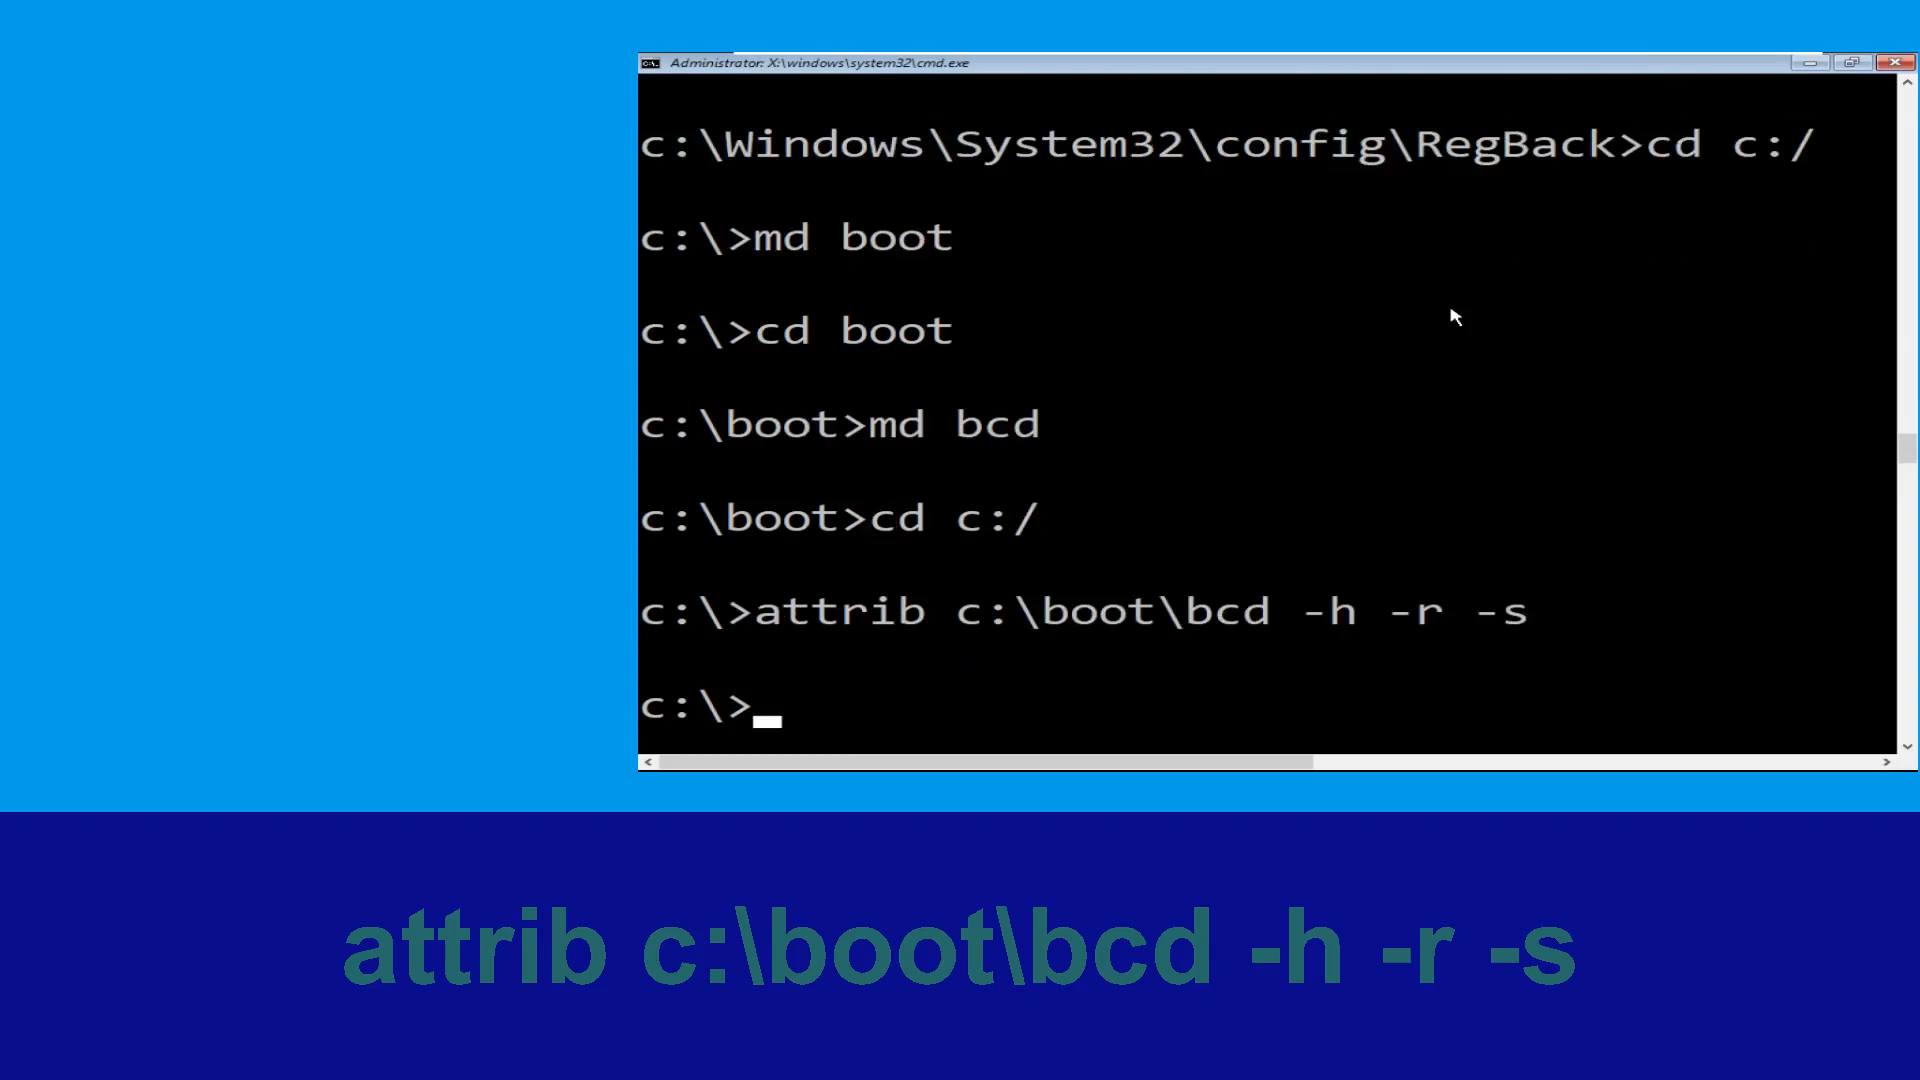 Administrator: X:\windows\system32\cmd.exe
c:\Windows\System32\config\RegBack>cd c:/
c:\>md boot
c:\>cd boot
c:\boot>md bcd
c:\boot>cd c:/
c:\>attrib c:\boot\bcd -h -r -s
c:\>
attrib c:\boot\bcd -h -r -s